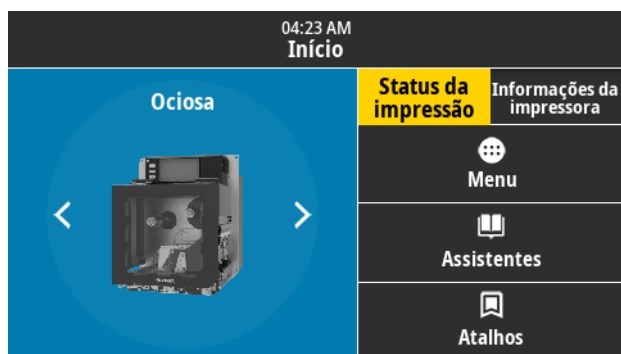 04:23 AM
Início
Ociosa
Status da
impressão
Informações da
impressora
Menu
Assistentes
Atalhos